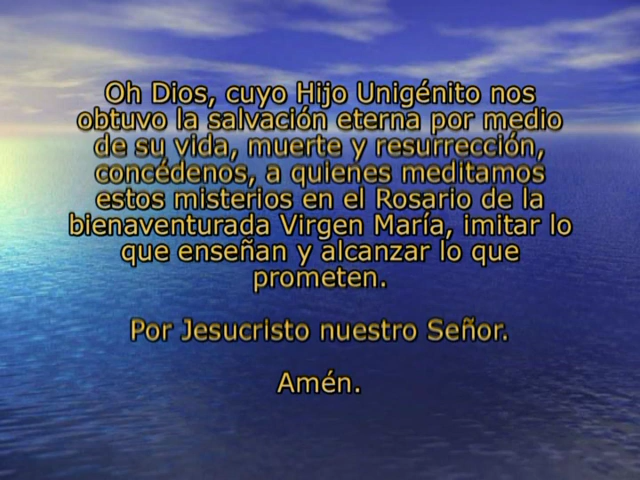 Oh Dios, cuyo Hijo Unigénito nos
obtuvo la salvación eterna por medio
de su vida, muerte y resurrección,
concédenos, a quienes meditamos
estos misterios en el Rosario de la
bienaventurada Virgen María, imitar lo
que enseñan y alcanzar lo que
prometen.
Por Jesucristo nuestro Señor.
Amén.